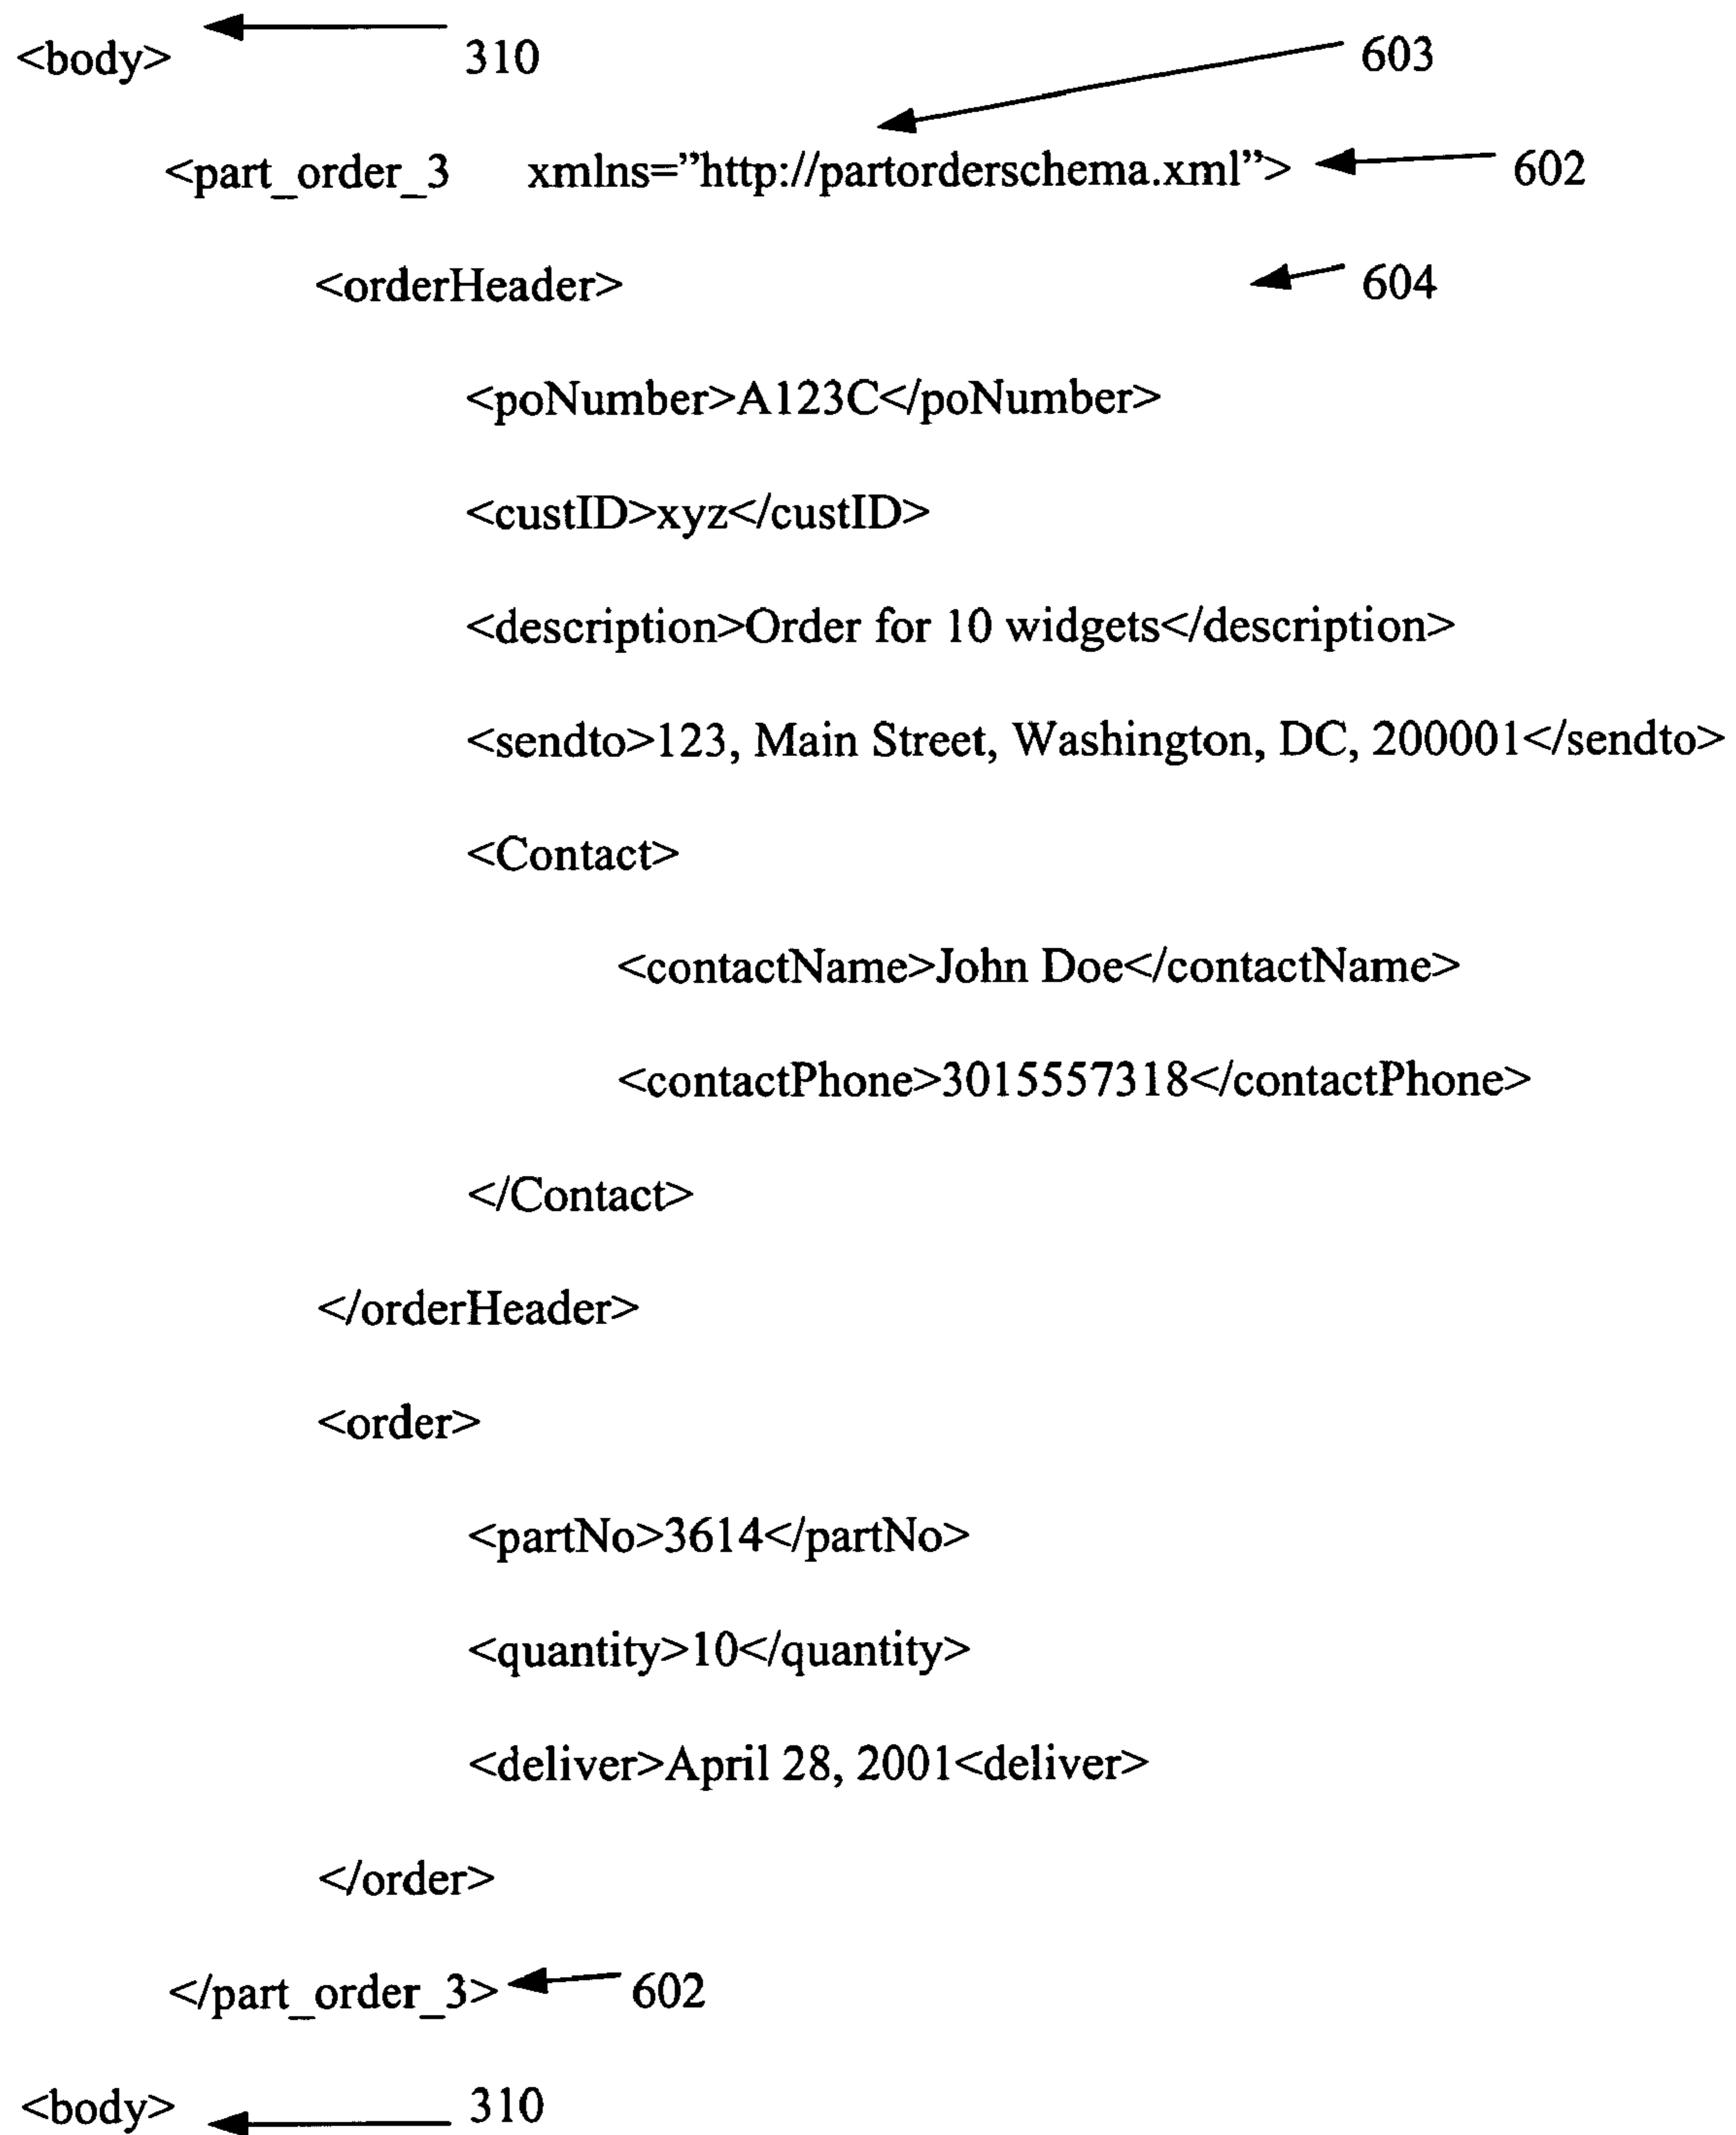 <body> 310 603
<part_order_3 xmlns=”http://partorderschema.xml”> 602
<orderHeader> 604
<poNumber>A123C</poNumber>
<custID>xyz</custID>
<description>Order for 10 widgets</description>
<sendto>123, Main Street, Washington, DC, 200001</sendto>
<Contact>
<contactName>John Doe</contactName>
<contactPhone>3015557318</contactPhone>
</Contact>
</orderHeader>
<order>
<partNo>3614</partNo>
<quantity>10</quantity>
<deliver>April 28, 2001<deliver>
</order>
</part_order_3> 602
<body> 310